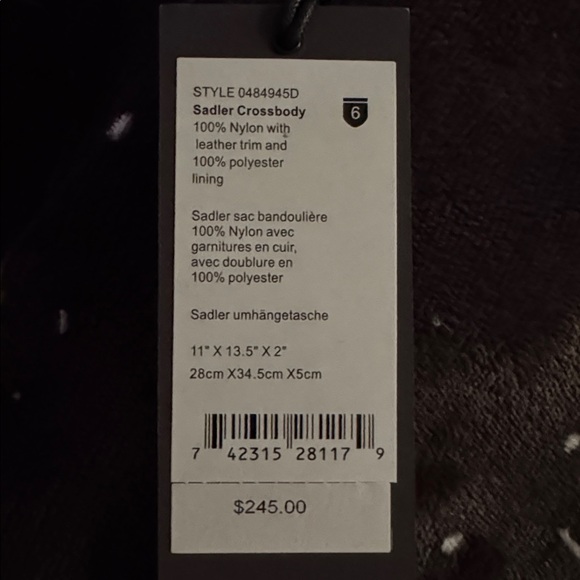 STYLE 0484945D
Sadler Crossbody
6
100% Nylon with
leather trim and
100% polyester
lining
Sadler sac bandoulière
100% Nylon avec
garnitures en cuir,
avec doublure en
100% polyester
Sadler umhängetasche
11" X 13.5" X 2"
28cm X34.5cm X5cm
7 42315 28117 9
$245.00